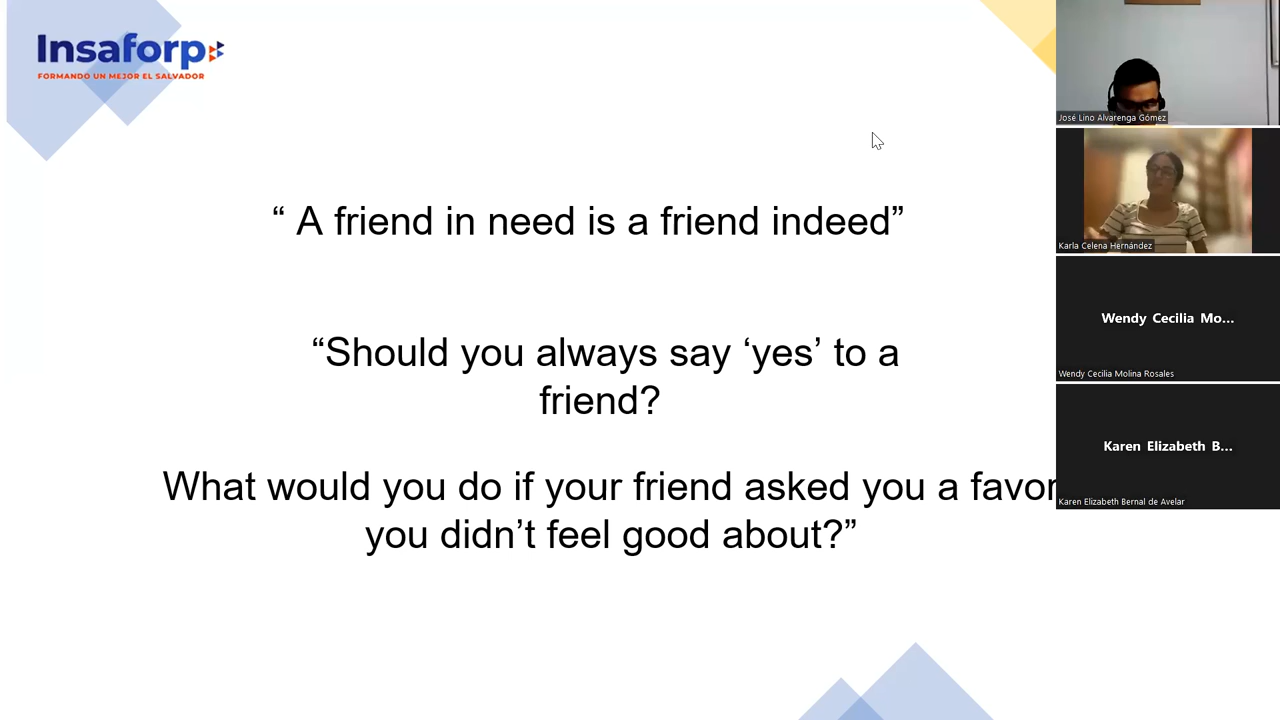 Insaforp
FORMANDO UN MEJOR EL SALVADOR
“ A friend in need is a friend indeed”
“Should you always say ‘yes’ to a
friend?
What would you do if your friend asked you a favor
you didn’t feel good about?”
José Lino Alvarenga Gómez
Karla Celena Hernández
Wendy Cecilia Mo...
Wendy Cecilia Molina Rosales
Karen Elizabeth B...
Karen Elizabeth Bernal de Avelar